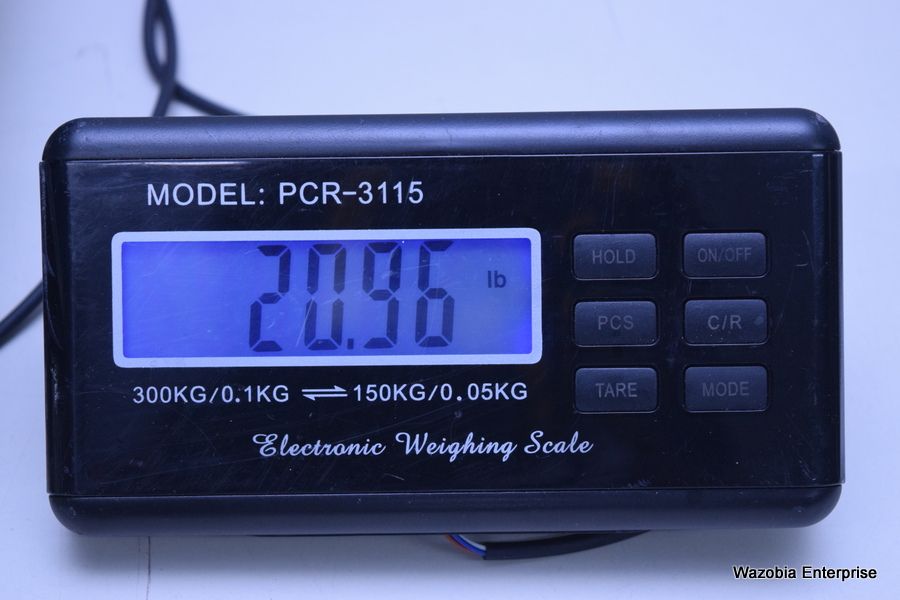 MODEL: PCR-3115
20.96 lb
HOLD ON/OFF
PCS C/R
TARE MODE
300KG/0.1KG ⇌ 150KG/0.05KG
Electronic Weighing Scale
Wazobia Enterprise